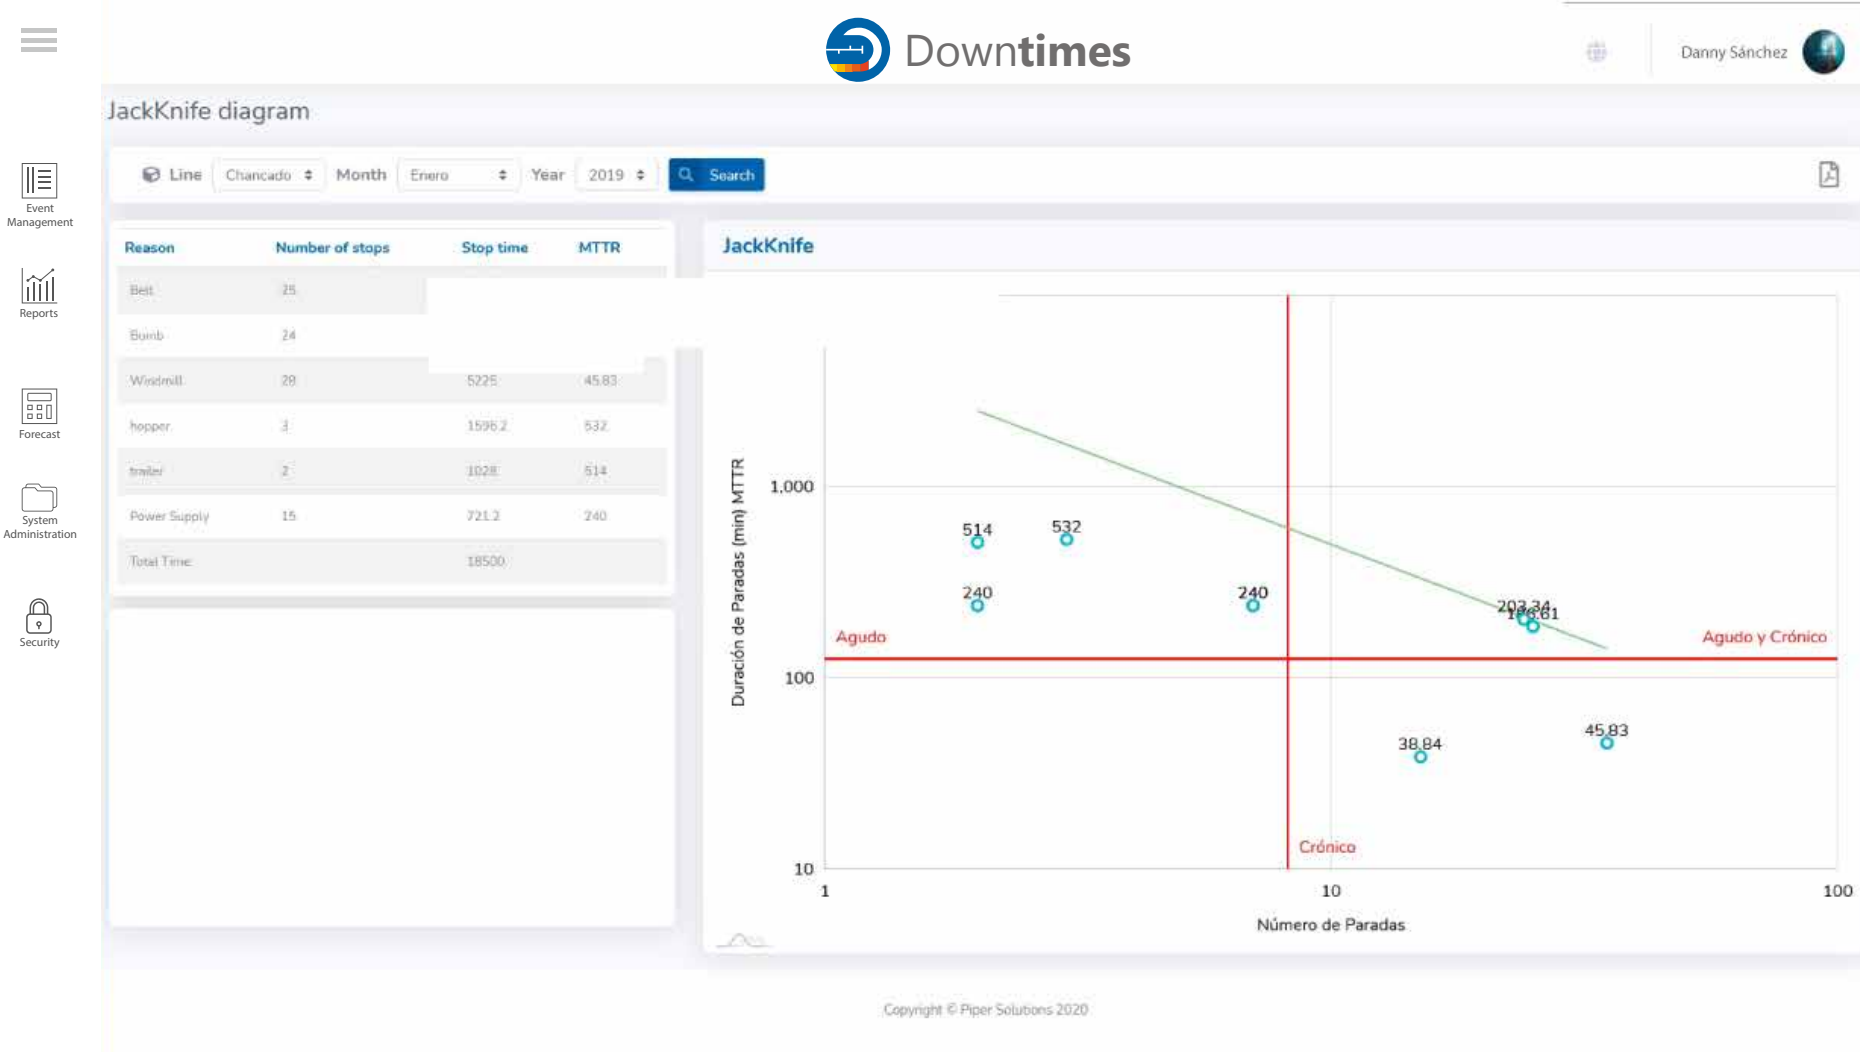 Downtimes
Danny Sánchez
JackKnife diagram
Line Chancado Month Enero Year 2019 Search
Event
Management
Reports
Forecast
System
Administration
Security
Reason Number of stops Stop time MTTR
Belt 25
Bomb 24
Windmill 5225 45.83
hopper 3 1596.2 532
trailer 2 1028 514
Power Supply 15 721.2 240
Total Time 18500
JackKnife
Duración de Paradas (min) MTTR
1,000
100
10
514
532
240
240
203.34
Agudo
Agudo y Crónico
38.84
45.83
Crónico
1
10
100
Número de Paradas
Copyright © Piper Solutions 2020